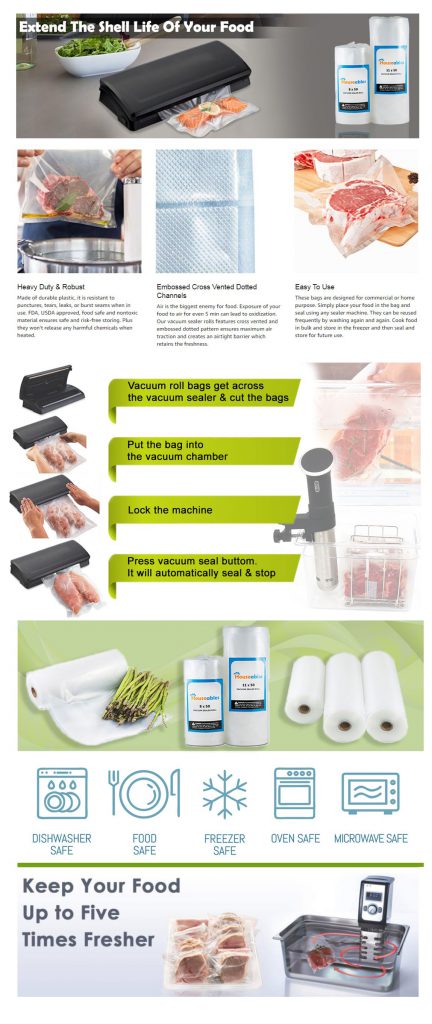 Extend The Shell Life Of Your Food
Houseables
8 x 50
Houseables
11 x 50
Heavy Duty & Robust
Made of durable plastic, it is resistant to
punctures, tears, leaks, or burst seams when in
use. FDA, USDA approved, food safe and nontoxic
material ensures safe and risk-free storing. Plus
they won't release any harmful chemicals when
heated.
Embossed Cross Vented Dotted
Channels
Air is the biggest enemy for food. Exposure of your
food to air for even 5 min can lead to oxidization.
Our vacuum sealer rolls features cross vented and
embossed dotted pattern ensures maximum air
traction and creates an airtight barrier which
retains the freshness.
Easy To Use
These bags are designed for commercial or home
purpose. Simply place your food in the bag and
seal using any sealer machine. They can be reused
frequently by washing again and again. Cook food
in bulk and store in the freezer and then seal and
store for future use.
Vacuum roll bags get across
the vacuum sealer & cut the bags
Put the bag into
the vacuum chamber
Lock the machine
Press vacuum seal buttom.
It will automatically seal & stop
Houseables
8 x 50
VACUUM SEALER ROLL
Houseables
11 x 50
VACUUM SEALER ROLL
DISHWASHER
SAFE
FOOD
SAFE
FREEZER
SAFE
OVEN SAFE
MICROWAVE SAFE
Keep Your Food
Up to Five
Times Fresher